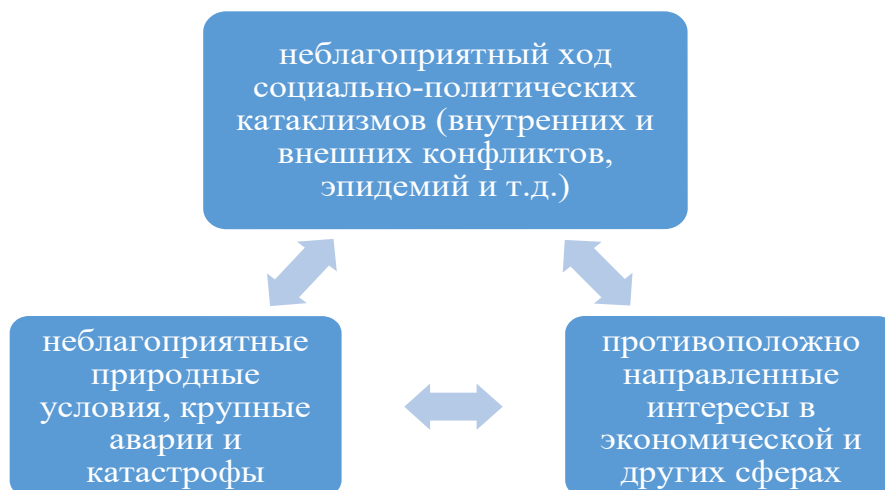 неблагоприятный ход
социально-политических
катаклизмов (внутренних и
внешних конфликтов,
эпидемий и т.д.)
неблагоприятные
природные
условия, крупные
аварии и
катастрофы
противоположно
направленные
интересы в
экономической и
других сферах